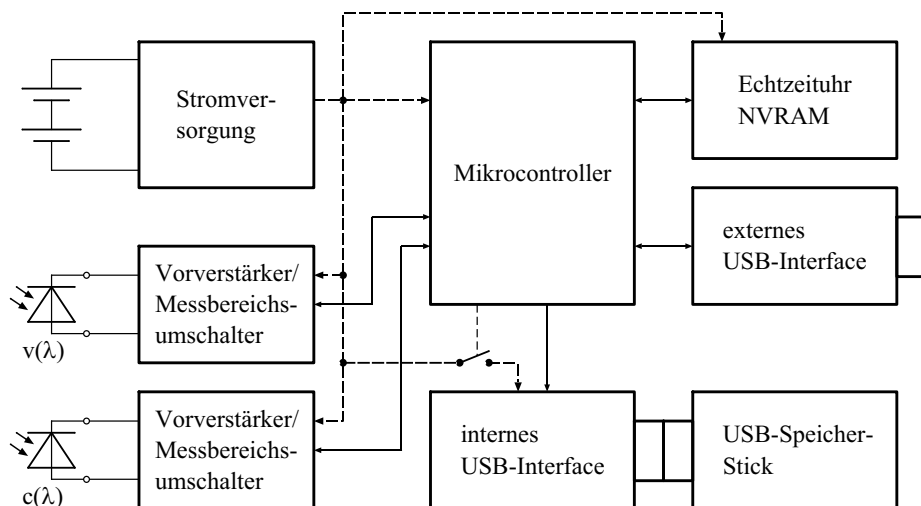 Stromver-
sorgung
Mikrocontroller
Echtzeituhr
NVRAM
externes
USB-Interface
Vorverstärker/
Messbereichs-
umschalter
v(λ)
Vorverstärker/
Messbereichs-
umschalter
c(λ)
internes
USB-Interface
USB-Speicher-
Stick